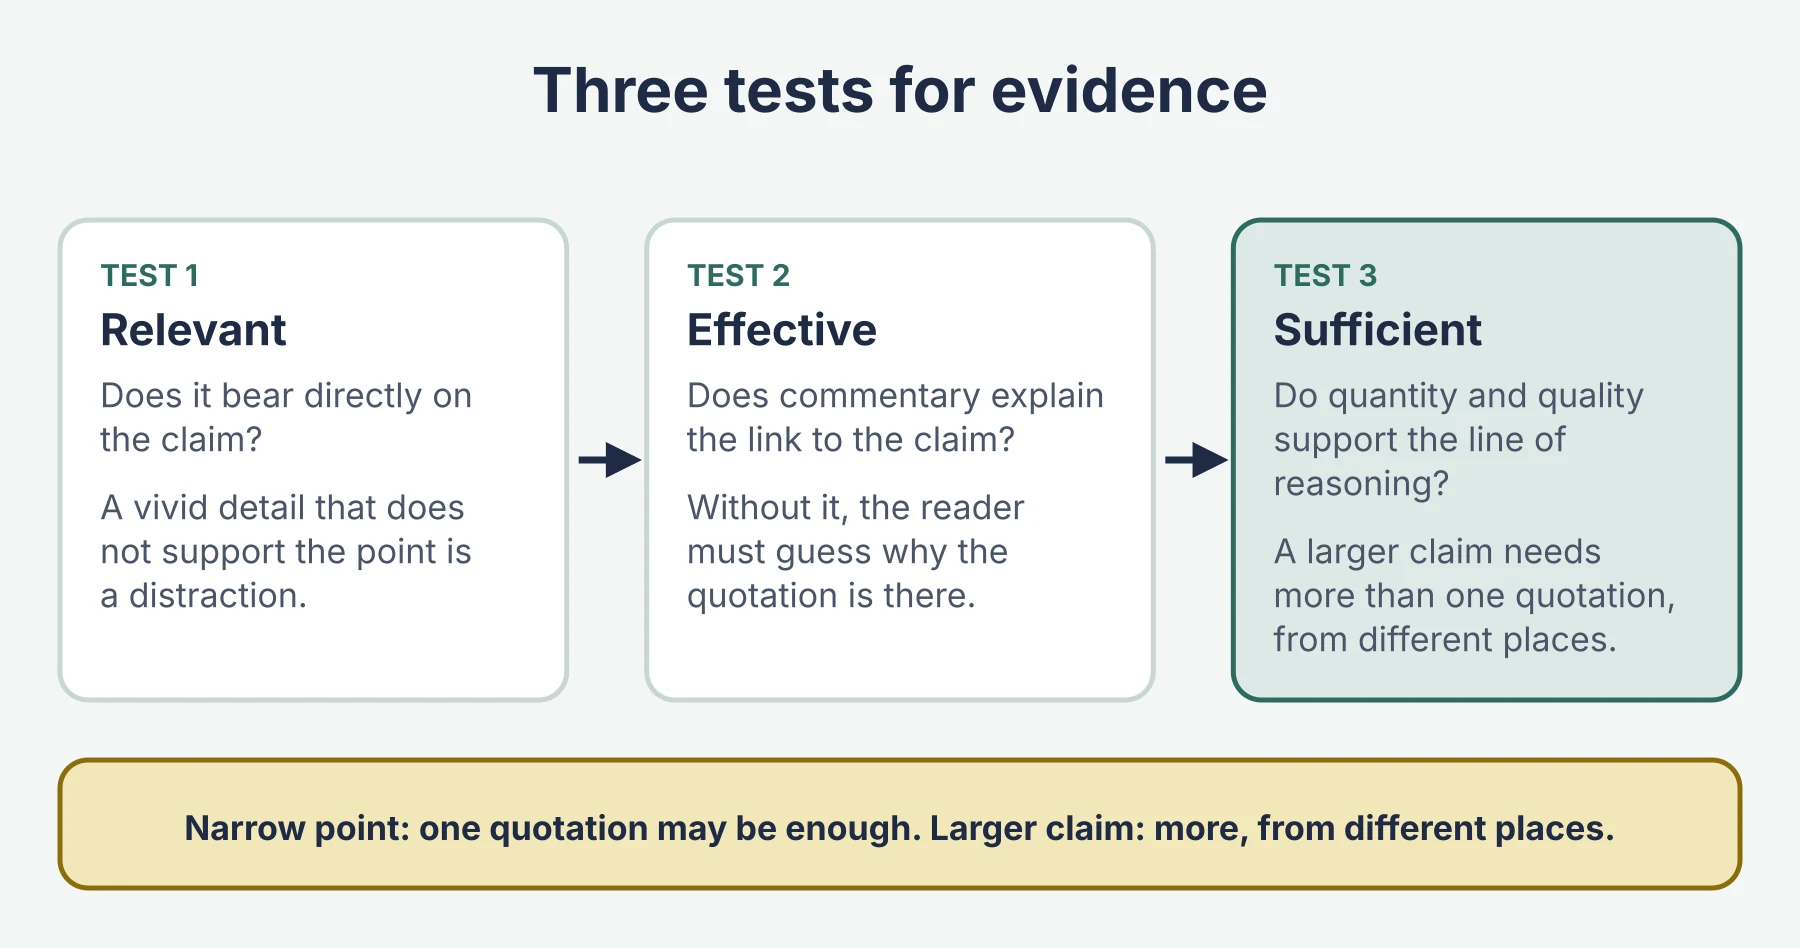 Three tests for evidence
TEST 1
Relevant
Does it bear directly on
the claim?
A vivid detail that does
not support the point is
a distraction.
TEST 2
Effective
Does commentary explain
the link to the claim?
Without it, the reader
must guess why the
quotation is there.
TEST 3
Sufficient
Do quantity and quality
support the line of
reasoning?
A larger claim needs
more than one quotation,
from different places.
Narrow point: one quotation may be enough. Larger claim: more, from different places.